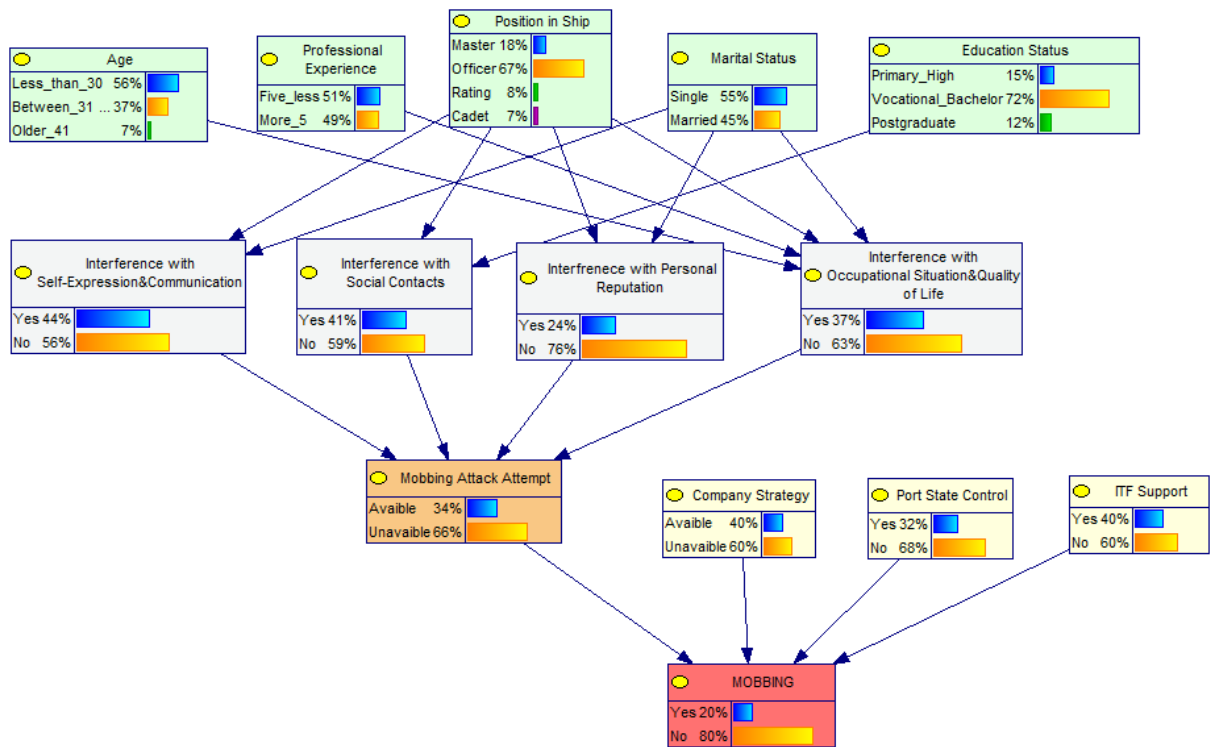 Age
Less_than_30 56%
Between_31 ... 37%
Older_41 7%
Professional
Experience
Five_less 51%
More_5 49%
Position in Ship
Master 18%
Officer 67%
Rating 8%
Cadet 7%
Marital Status
Single 55%
Married 45%
Education Status
Primary_High 15%
Vocational_Bachelor 72%
Postgraduate 12%
Interference with
Self-Expression&Communication
Yes 44%
No 56%
Interference with
Social Contacts
Yes 41%
No 59%
Interfrenece with Personal
Reputation
Yes 24%
No 76%
Interference with
Occupational Situation&Quality
of Life
Yes 37%
No 63%
Mobbing Attack Attempt
Avaible 34%
Unavaible 66%
Company Strategy
Avaible 40%
Unavaible 60%
Port State Control
Yes 32%
No 68%
ITF Support
Yes 40%
No 60%
MOBBING
Yes 20%
No 80%